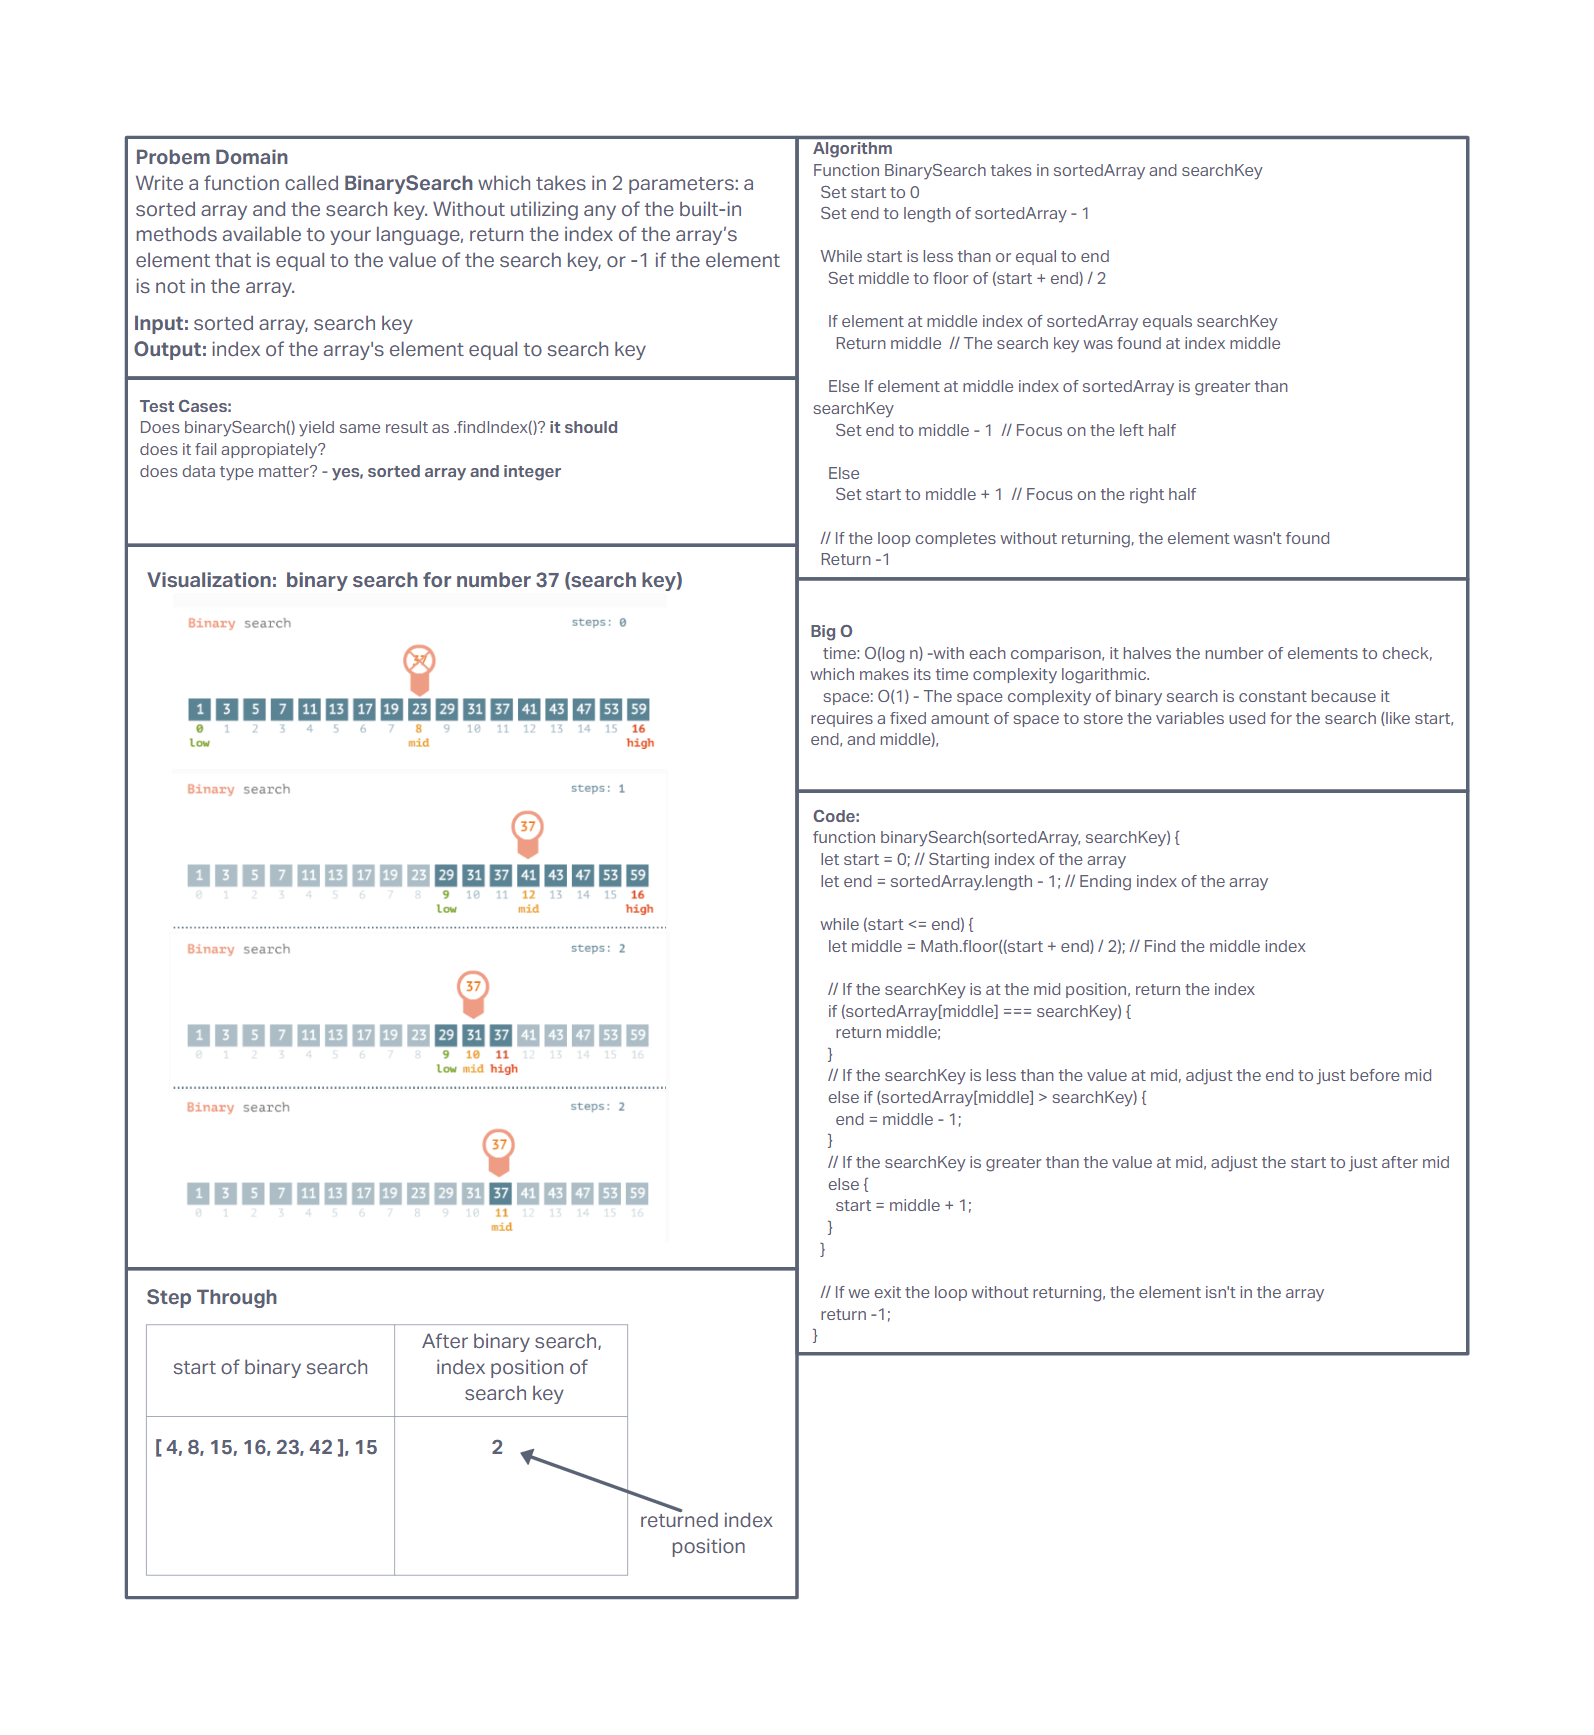 Probem Domain
Write a function called BinarySearch which takes in 2 parameters: a
sorted array and the search key. Without utilizing any of the built-in
methods available to your language, return the index of the array’s
element that is equal to the value of the search key, or -1 if the element
is not in the array.
Input: sorted array, search key
Output: index of the array's element equal to search key
Test Cases:
Does binarySearch() yield same result as .findIndex()? it should
does it fail appropiately?
does data type matter? - yes, sorted array and integer
Visualization:  binary search for number 37 (search key)
Binary search steps: 0
37
1 3 5 7 11 13 17 19 23 29 31 37 41 43 47 53 59
0 1 2 3 4 5 6 7 8 9 10 11 12 13 14 15 16
low mid high
Binary search steps: 1
37
1 3 5 7 11 13 17 19 23 29 31 37 41 43 47 53 59
0 1 2 3 4 5 6 7 8 9 10 11 12 13 14 15 16
low mid high
Binary search steps: 2
37
1 3 5 7 11 13 17 19 23 29 31 37 41 43 47 53 59
0 1 2 3 4 5 6 7 8 9 10 11 12 13 14 15 16
low mid high
Binary search steps: 2
37
1 3 5 7 11 13 17 19 23 29 31 37 41 43 47 53 59
0 1 2 3 4 5 6 7 8 9 10 11 12 13 14 15 16
mid
Step Through
start of binary search
After binary search,
index position of
search key
[ 4, 8, 15, 16, 23, 42 ], 15
2
returned index
position
Algorithm
Function BinarySearch takes in sortedArray and searchKey
Set start to 0
Set end to length of sortedArray - 1
While start is less than or equal to end
Set middle to floor of (start + end) / 2
If element at middle index of sortedArray equals searchKey
Return middle  // The search key was found at index middle
Else If element at middle index of sortedArray is greater than
searchKey
Set end to middle - 1  // Focus on the left half
Else
Set start to middle + 1  // Focus on the right half
// If the loop completes without returning, the element wasn't found
Return -1
Big O
time: O(log n) -with each comparison, it halves the number of elements to check,
which makes its time complexity logarithmic.
space: O(1) - The space complexity of binary search is constant because it
requires a fixed amount of space to store the variables used for the search (like start,
end, and middle),
Code:
function binarySearch(sortedArray, searchKey) {
let start = 0; // Starting index of the array
let end = sortedArray.length - 1; // Ending index of the array
while (start <= end) {
let middle = Math.floor((start + end) / 2); // Find the middle index
// If the searchKey is at the mid position, return the index
if (sortedArray[middle] === searchKey) {
return middle;
}
// If the searchKey is less than the value at mid, adjust the end to just before mid
else if (sortedArray[middle] > searchKey) {
end = middle - 1;
}
// If the searchKey is greater than the value at mid, adjust the start to just after mid
else {
start = middle + 1;
}
}
// If we exit the loop without returning, the element isn't in the array
return -1;
}